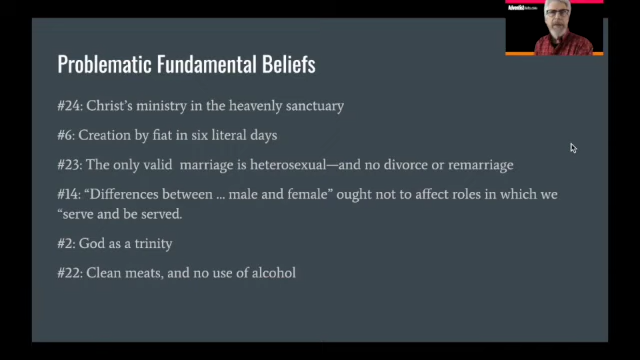 Adventist
Problematic Fundamental Beliefs
#24: Christ's ministry in the heavenly sanctuary
#6: Creation by fiat in six literal days
#23: The only valid marriage is heterosexual—and no divorce or remarriage
#14: “Differences between ... male and female” ought not to affect roles in which we
“serve and be served.
#2: God as a trinity
#22: Clean meats, and no use of alcohol